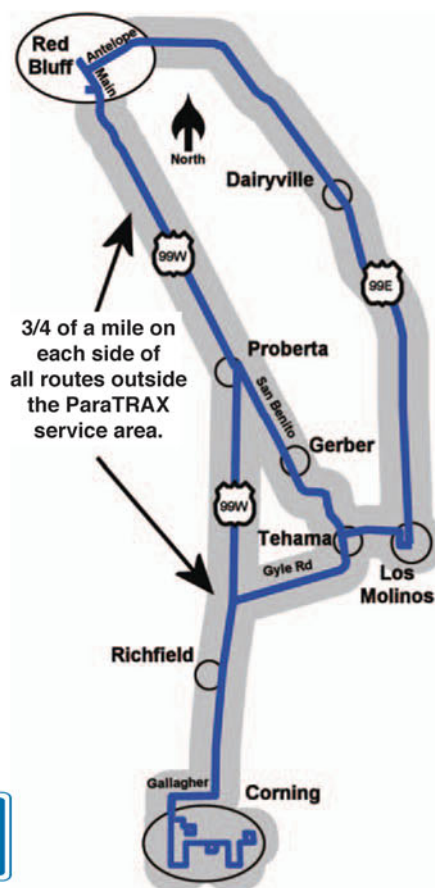 Red
Bluff
Antelope
Main
North
Dairyville
99W
99E
3/4 of a mile on
each side of
all routes outside
the ParaTRAX
service area.
Proberta
San Benito
Gerber
99W
Tehama
Los
Molinos
Gyle Rd
Richfield
Gallagher
Corning